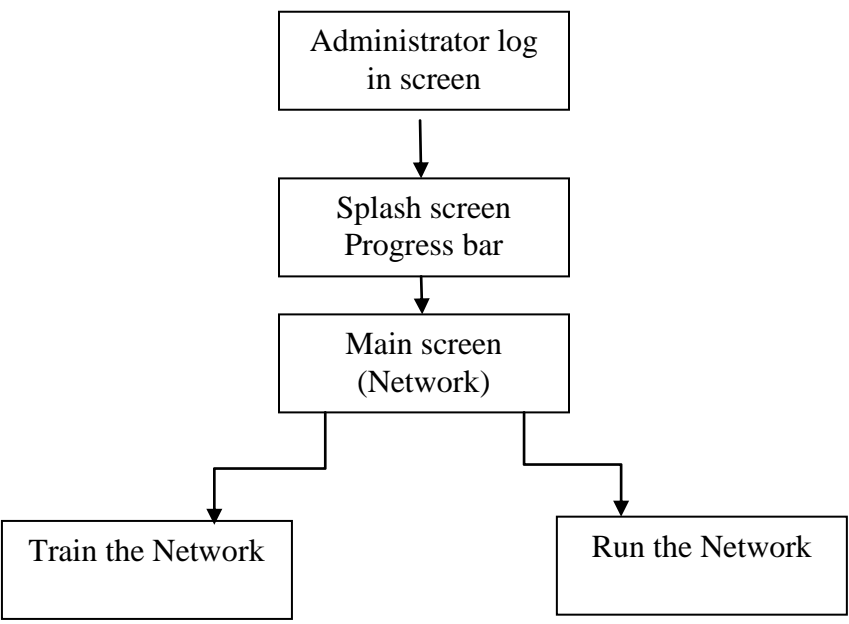 Administrator log
in screen
Splash screen
Progress bar
Main screen
(Network)
Train the Network
Run the Network